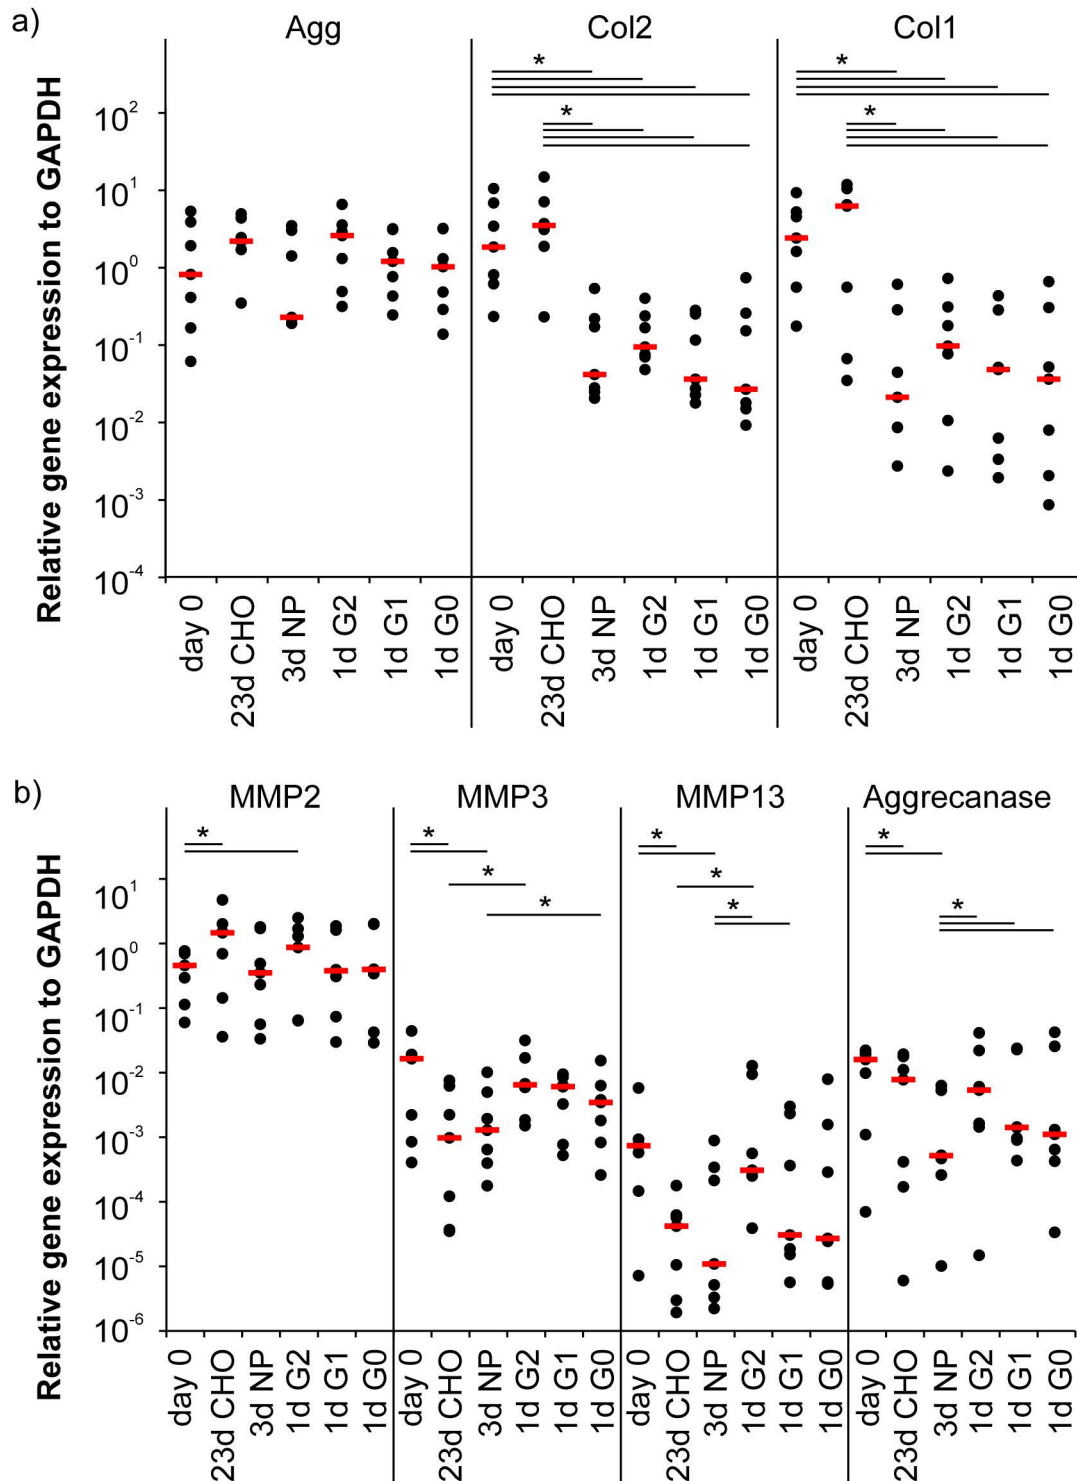 a)
Agg Col2 Col1
* *
* *
Relative gene expression to GAPDH
10^2
10^1
10^0
10^-1
10^-2
10^-3
10^-4
day 0 23d CHO 3d NP 1d G2 1d G1 1d G0 day 0 23d CHO 3d NP 1d G2 1d G1 1d G0 day 0 23d CHO 3d NP 1d G2 1d G1 1d G0
b)
MMP2 MMP3 MMP13 Aggrecanase
* * * *
* *
* * *
Relative gene expression to GAPDH
10^1
10^0
10^-1
10^-2
10^-3
10^-4
10^-5
10^-6
day 0 23d CHO 3d NP 1d G2 1d G1 1d G0 day 0 23d CHO 3d NP 1d G2 1d G1 1d G0 day 0 23d CHO 3d NP 1d G2 1d G1 1d G0 day 0 23d CHO 3d NP 1d G2 1d G1 1d G0